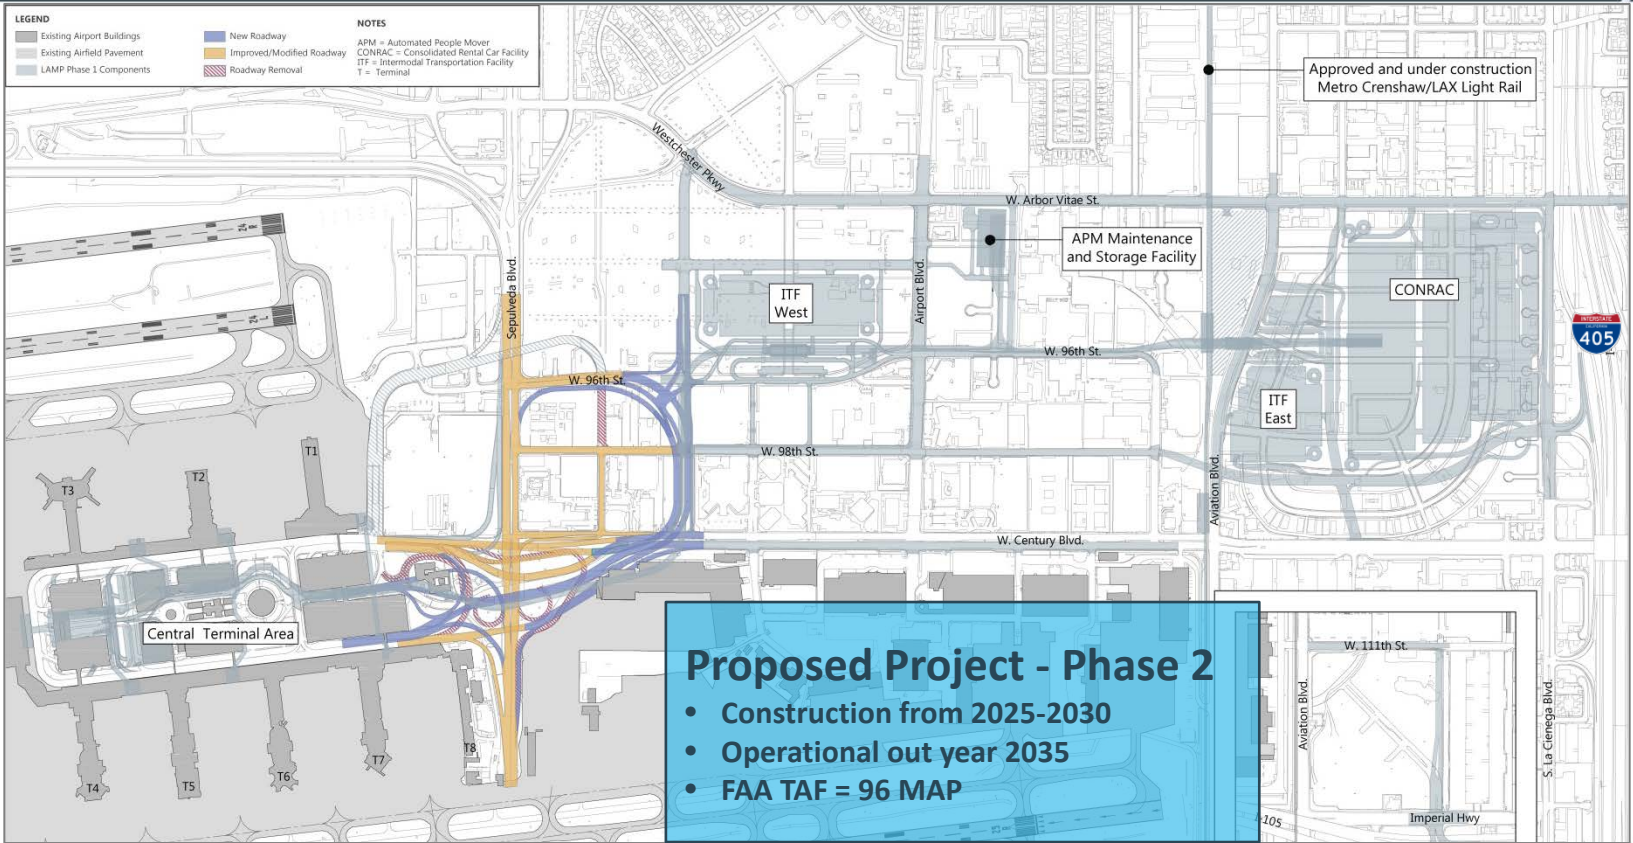 LEGEND
Existing Airport Buildings
Existing Airfield Pavement
LAMP Phase 1 Components
New Roadway
Improved/Modified Roadway
Roadway Removal
NOTES
APM = Automated People Mover
CONRAC = Consolidated Rental Car Facility
ITF = Intermodal Transportation Facility
T = Terminal
Approved and under construction
Metro Crenshaw/LAX Light Rail
Westchester Pkwy
W. Arbor Vitae St.
APM Maintenance
and Storage Facility
Sepulveda Blvd.
Airport Blvd.
ITF
West
CONRAC
INTERSTATE
CALIFORNIA
405
24
R
24
L
W. 96th St.
W. 96th St.
ITF
East
W. 98th St.
Aviation Blvd.
T3
T2
T1
W. Century Blvd.
Central Terminal Area
T4
T5
T6
T7
T8
Proposed Project - Phase 2
• Construction from 2025-2030
• Operational out year 2035
• FAA TAF = 96 MAP
W. 111th St.
Aviation Blvd.
S. La Cienega Blvd.
I-105
Imperial Hwy